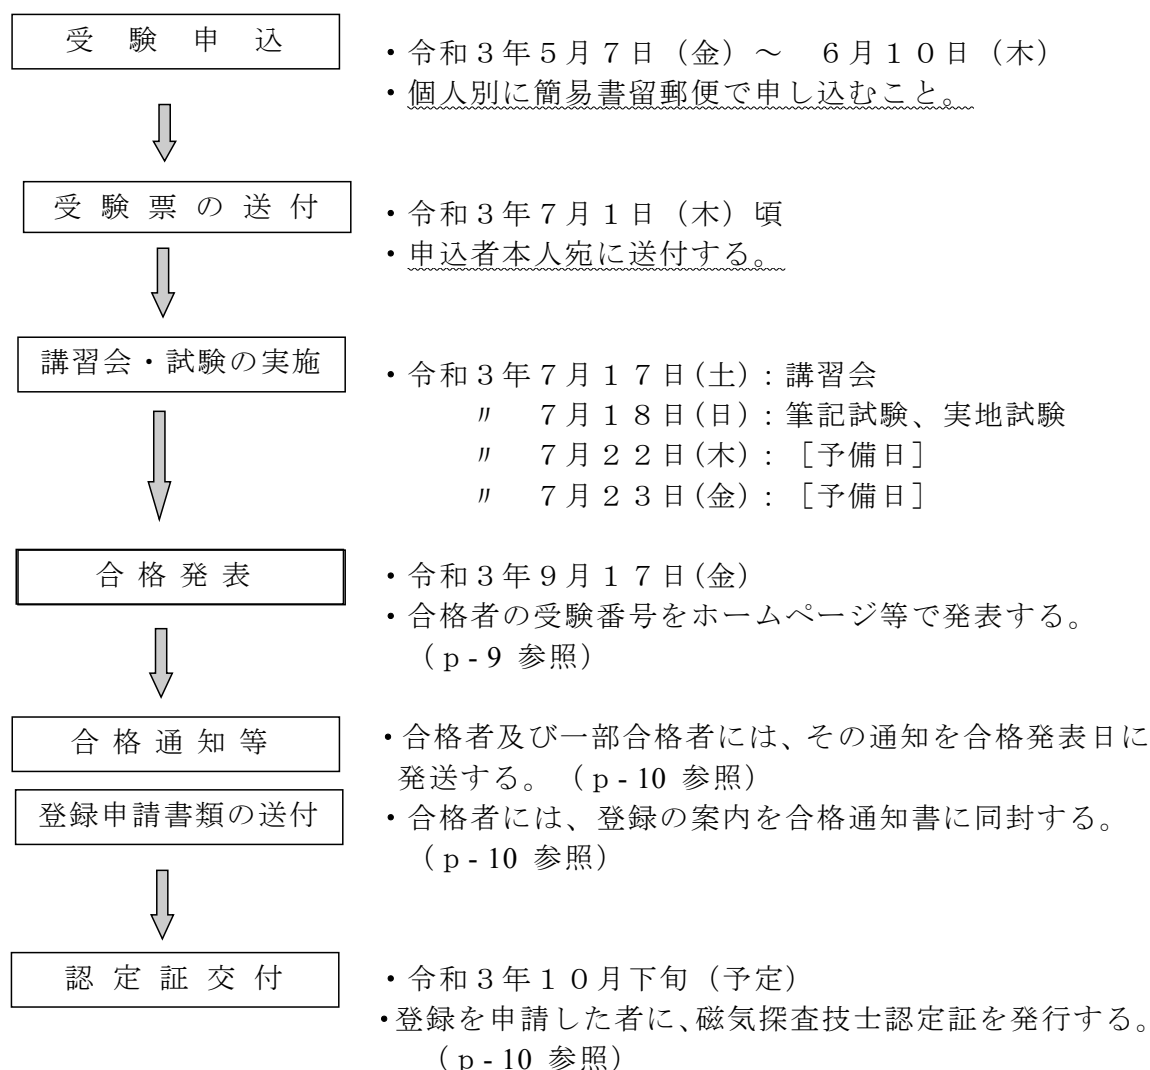 受 験 申 込
・令和３年５月７日（金）～　６月１０日（木）
・個人別に簡易書留郵便で申し込むこと。
受 験 票 の 送 付
・令和３年７月１日（木）頃
・申込者本人宛に送付する。
講習会・試験の実施
・令和３年７月１７日(土)：講習会
〃　７月１８日(日)：筆記試験、実地試験
〃　７月２２日(木)：［予備日］
〃　７月２３日(金)：［予備日］
合 格 発 表
・令和３年９月１７日(金)
・合格者の受験番号をホームページ等で発表する。
（ｐ-9 参照）
合 格 通 知 等
・合格者及び一部合格者には、その通知を合格発表日に
発送する。（ｐ-10 参照）
登録申請書類の送付
・合格者には、登録の案内を合格通知書に同封する。
（ｐ-10 参照）
認 定 証 交 付
・令和３年１０月下旬（予定）
・登録を申請した者に、磁気探査技士認定証を発行する。
（ｐ-10 参照）